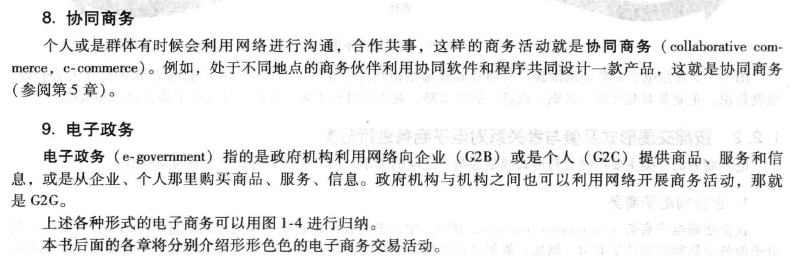 8. 协同商务
个人或是群体有时候会利用网络进行沟通，合作共事，这样的商务活动就是协同商务（collaborative com-
merce，c-commerce）。例如，处于不同地点的商务伙伴利用协同软件和程序共同设计一款产品，这就是协同商务
（参阅第 5 章）。
9. 电子政务
电子政务（e-government）指的是政府机构利用网络向企业（G2B）或是个人（G2C）提供商品、服务和信
息，或是从企业、个人那里购买商品、服务、信息。政府机构与机构之间也可以利用网络开展商务活动，那就
是 G2G。
上述各种形式的电子商务可以用图 1-4 进行归纳。
本书后面的各章将分别介绍形形色色的电子商务交易活动。